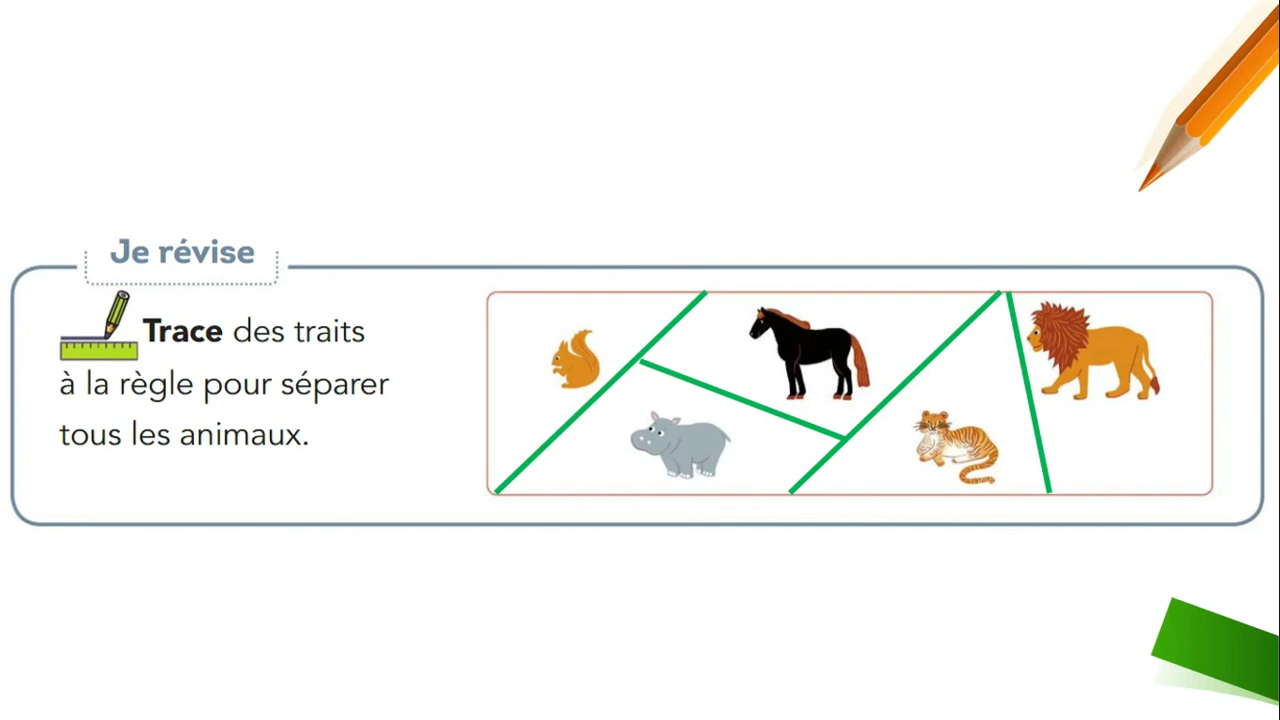 Je révise
Trace des traits
à la règle pour séparer
tous les animaux.